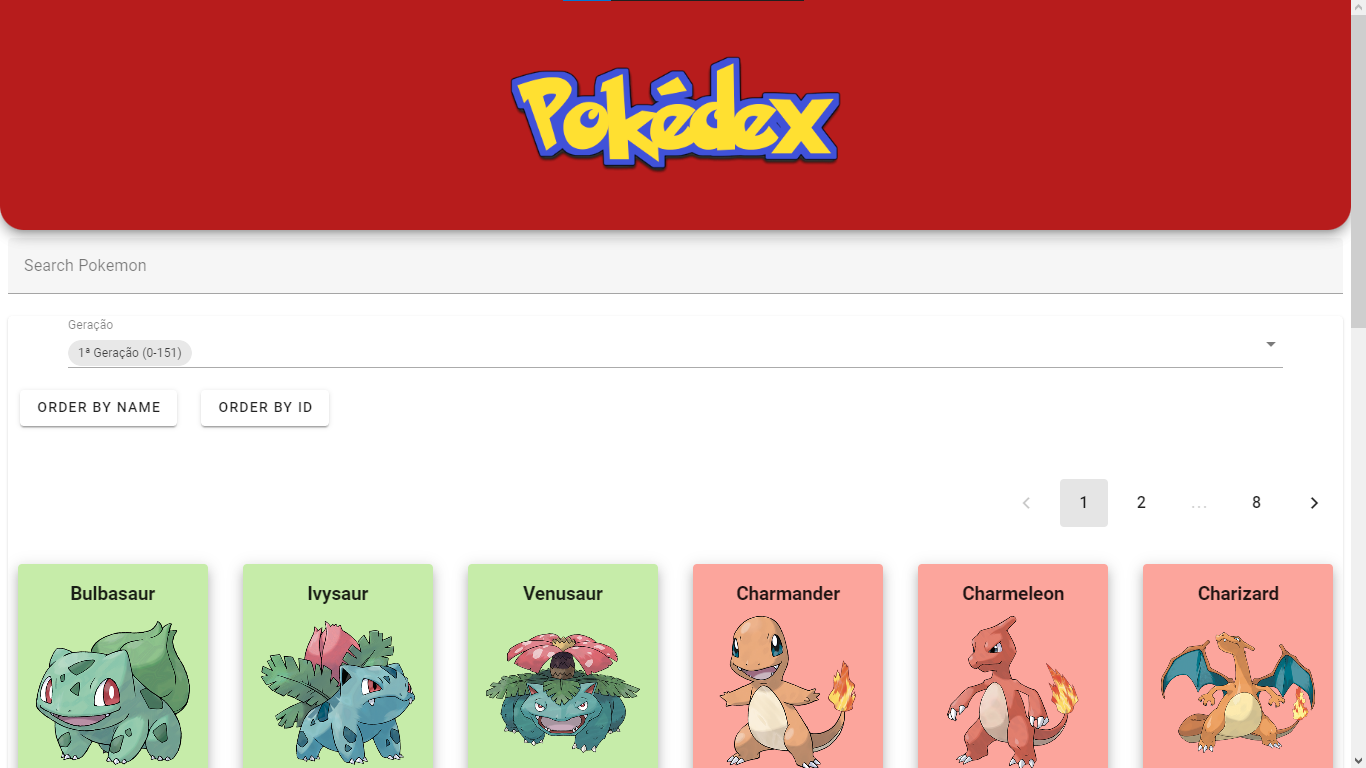 Pokédex
Search Pokemon
Geração
1ª Geração (0-151)
ORDER BY NAME ORDER BY ID
1 2 ... 8
Bulbasaur Ivysaur Venusaur Charmander Charmeleon Charizard